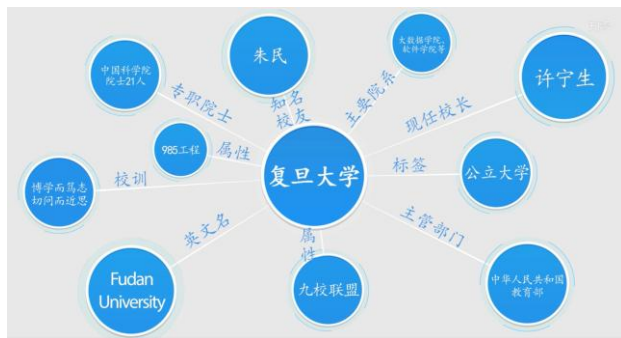 朱民
大数据学院、
软件学院等
中国科学院
院士21人
许宁生
专职院士
知名
校友
主要院系
现任校长
985工程
属性
复旦大学
标签
公立大学
博学而笃志
切问而近思
校训
英文名
属
性
主管部门
Fudan
University
九校联盟
中华人民共和国
教育部